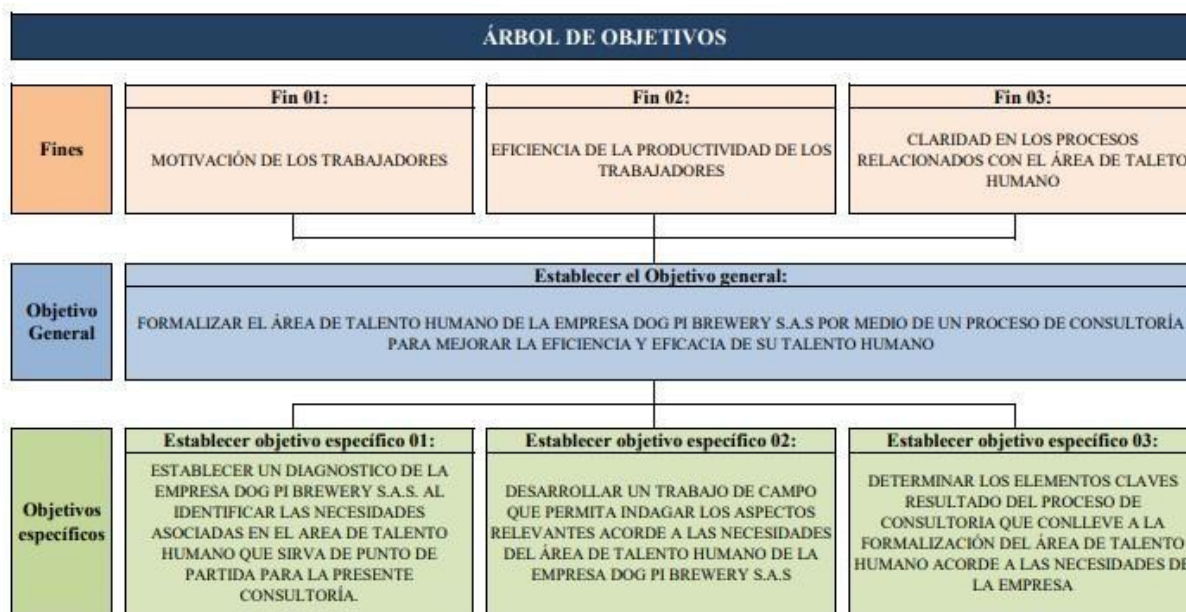 ÁRBOL DE OBJETIVOS
Fines
Fin 01:
MOTIVACIÓN DE LOS TRABAJADORES
Fin 02:
EFICIENCIA DE LA PRODUCTIVIDAD DE LOS
TRABAJADORES
Fin 03:
CLARIDAD EN LOS PROCESOS
RELACIONADOS CON EL ÁREA DE TALETO
HUMANO
Objetivo
General
Establecer el Objetivo general:
FORMALIZAR EL ÁREA DE TALENTO HUMANO DE LA EMPRESA DOG PI BREWERY S.A.S POR MEDIO DE UN PROCESO DE CONSULTORÍA
PARA MEJORAR LA EFICIENCIA Y EFICACIA DE SU TALENTO HUMANO
Objetivos
específicos
Establecer objetivo específico 01:
ESTABLECER UN DIAGNOSTICO DE LA
EMPRESA DOG PI BREWERY S.A.S. AL
IDENTIFICAR LAS NECESIDADES
ASOCIADAS EN EL AREA DE TALENTO
HUMANO QUE SIRVA DE PUNTO DE
PARTIDA PARA LA PRESENTE
CONSULTORÍA.
Establecer objetivo específico 02:
DESARROLLAR UN TRABAJO DE CAMPO
QUE PERMITA INDAGAR LOS ASPECTOS
RELEVANTES ACORDE A LAS NECESIDADES
DEL ÁREA DE TALENTO HUMANO DE LA
EMPRESA DOG PI BREWERY S.A.S
Establecer objetivo específico 03:
DETERMINAR LOS ELEMENTOS CLAVES
RESULTADO DEL PROCESO DE
CONSULTORIA QUE CONLLEVE A LA
FORMALIZACIÓN DEL ÁREA DE TALENTO
HUMANO ACORDE A LAS NECESIDADES DE
LA EMPRESA